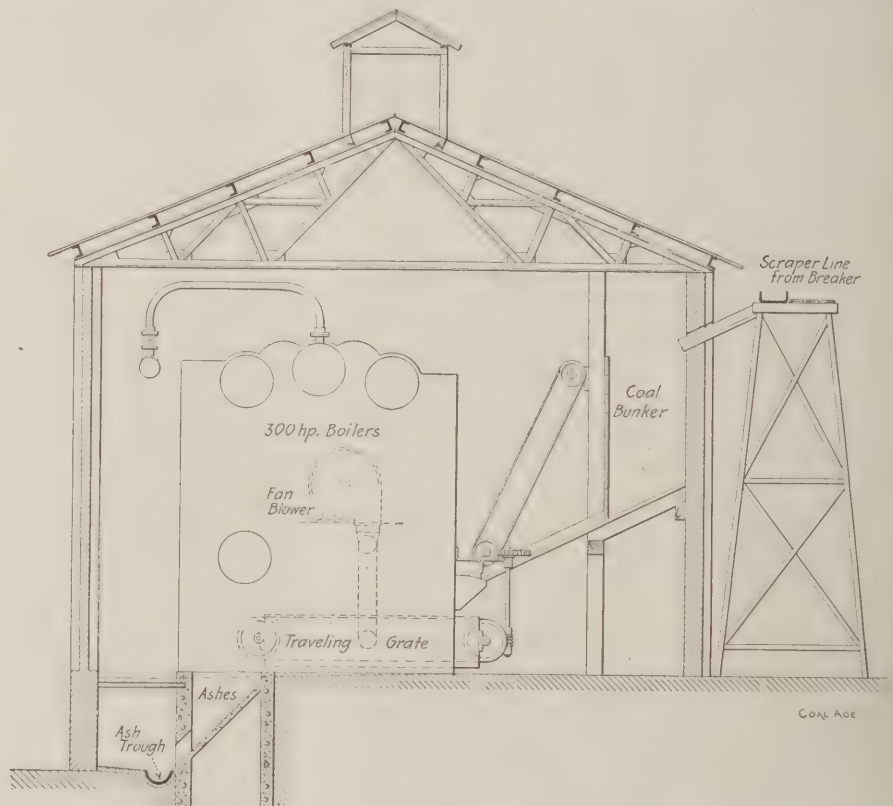 Scraper Line
from Breaker
Coal
Bunker
300 hp. Boilers
Fan
Blower
Traveling Grate
Ashes
Ash
Trough
COAL AGE